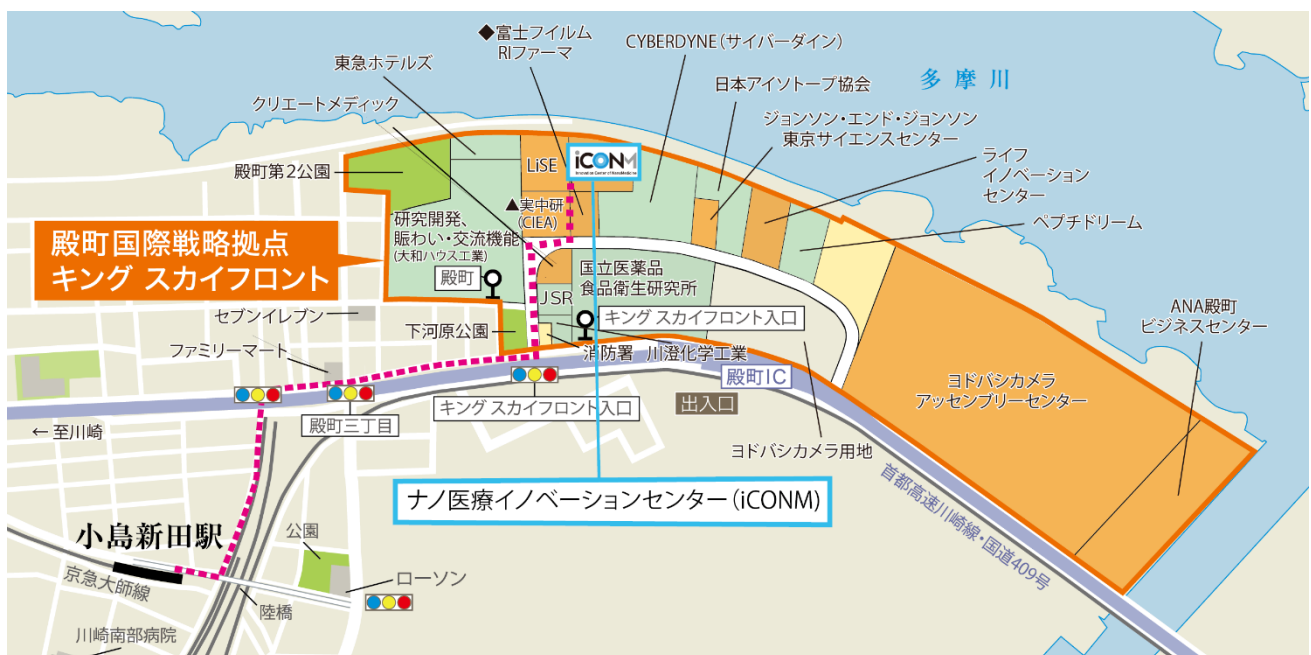 ◆富士フイルム
RIファーマ
CYBERDYNE(サイバーダイン)
東急ホテルズ
日本アイソトープ協会
多摩川
クリエートメディック
ジョンソン・エンド・ジョンソン
東京サイエンスセンター
ライフ
イノベーション
センター
殿町第2公園
LiSE
iCONM
Innovation Center of NanoMedicine
▲実中研
(CIEA)
ペプチドリーム
研究開発、
賑わい・交流機能
(大和ハウス工業)
殿町国際戦略拠点
キング スカイフロント
殿町
国立医薬品
食品衛生研究所
JSR
キング スカイフロント入口
ANA殿町
ビジネスセンター
セブンイレブン
下河原公園
ファミリーマート
消防署
川澄化学工業
殿町IC
ヨドバシカメラ
アッセンブリーセンター
キング スカイフロント入口
出入口
殿町三丁目
←至川崎
ヨドバシカメラ用地
ナノ医療イノベーションセンター(iCONM)
首都高速川崎線・国道409号
小島新田駅
公園
京急大師線
ローソン
陸橋
川崎南部病院